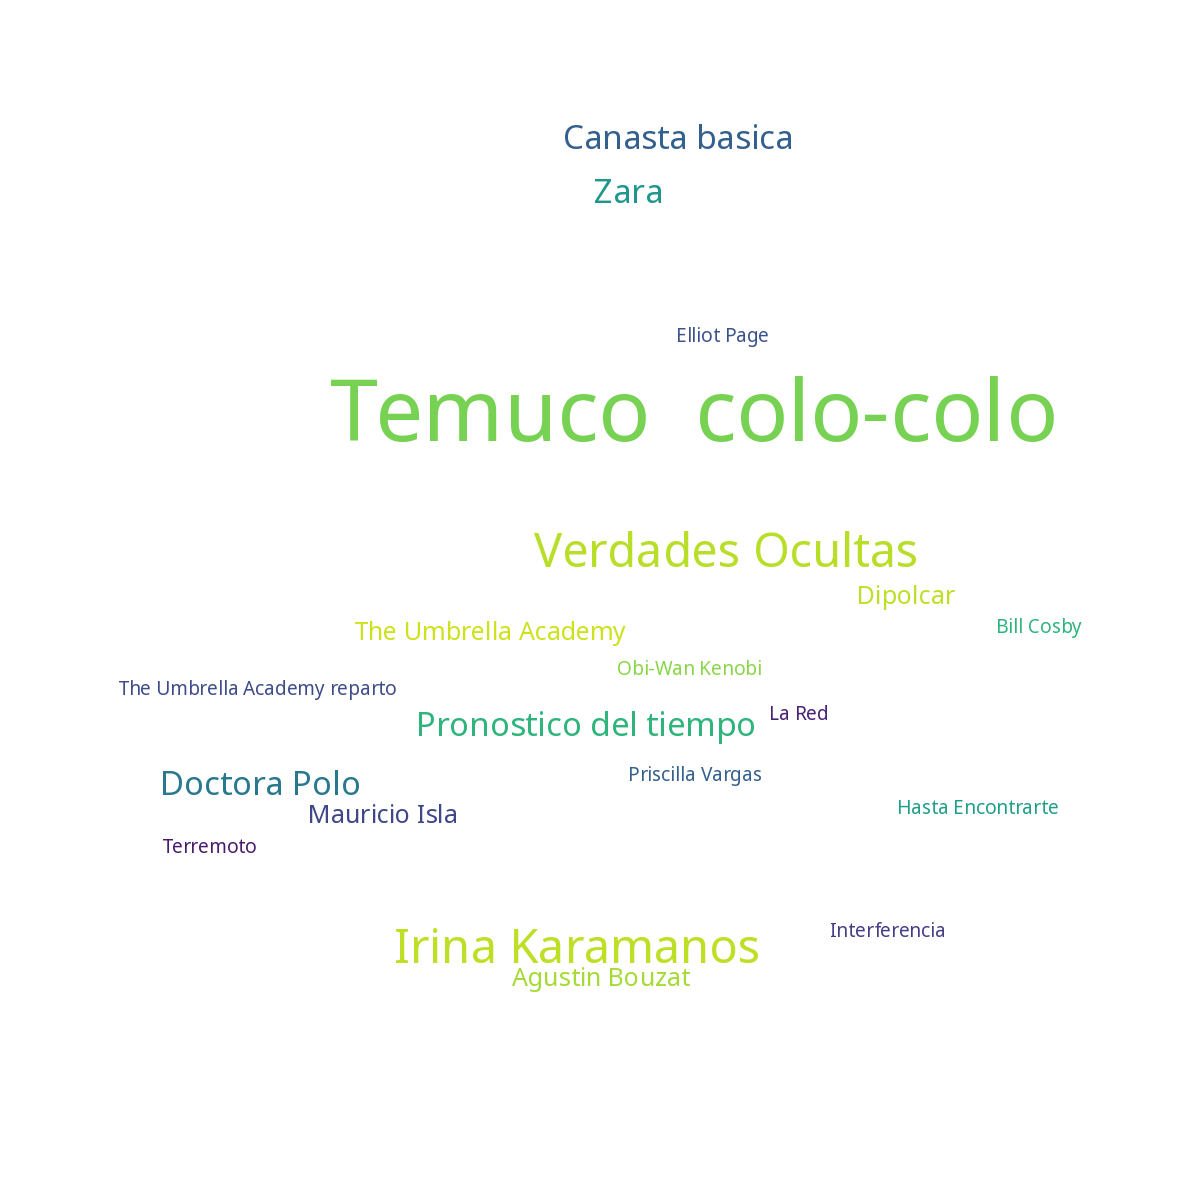 Canasta basica
Zara
Elliot Page
Temuco  colo-colo
Verdades Ocultas
Dipolcar
The Umbrella Academy
Bill Cosby
Obi-Wan Kenobi
The Umbrella Academy reparto
La Red
Pronostico del tiempo
Priscilla Vargas
Doctora Polo
Hasta Encontrarte
Mauricio Isla
Terremoto
Interferencia
Irina Karamanos
Agustin Bouzat